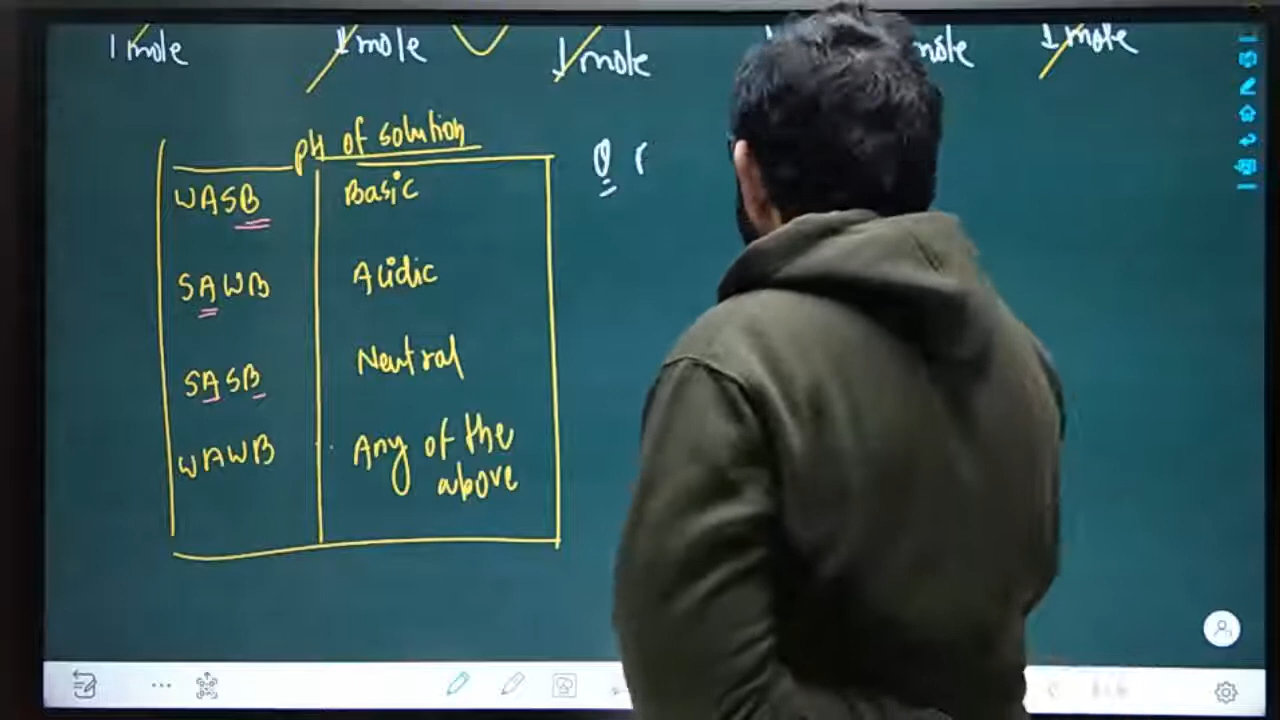 1 mole 1 mole 1 mole mole 1 mole
pH of solution
WASB Basic
SAWB Acidic
SASB Neutral
WAWB Any of the
above
Q